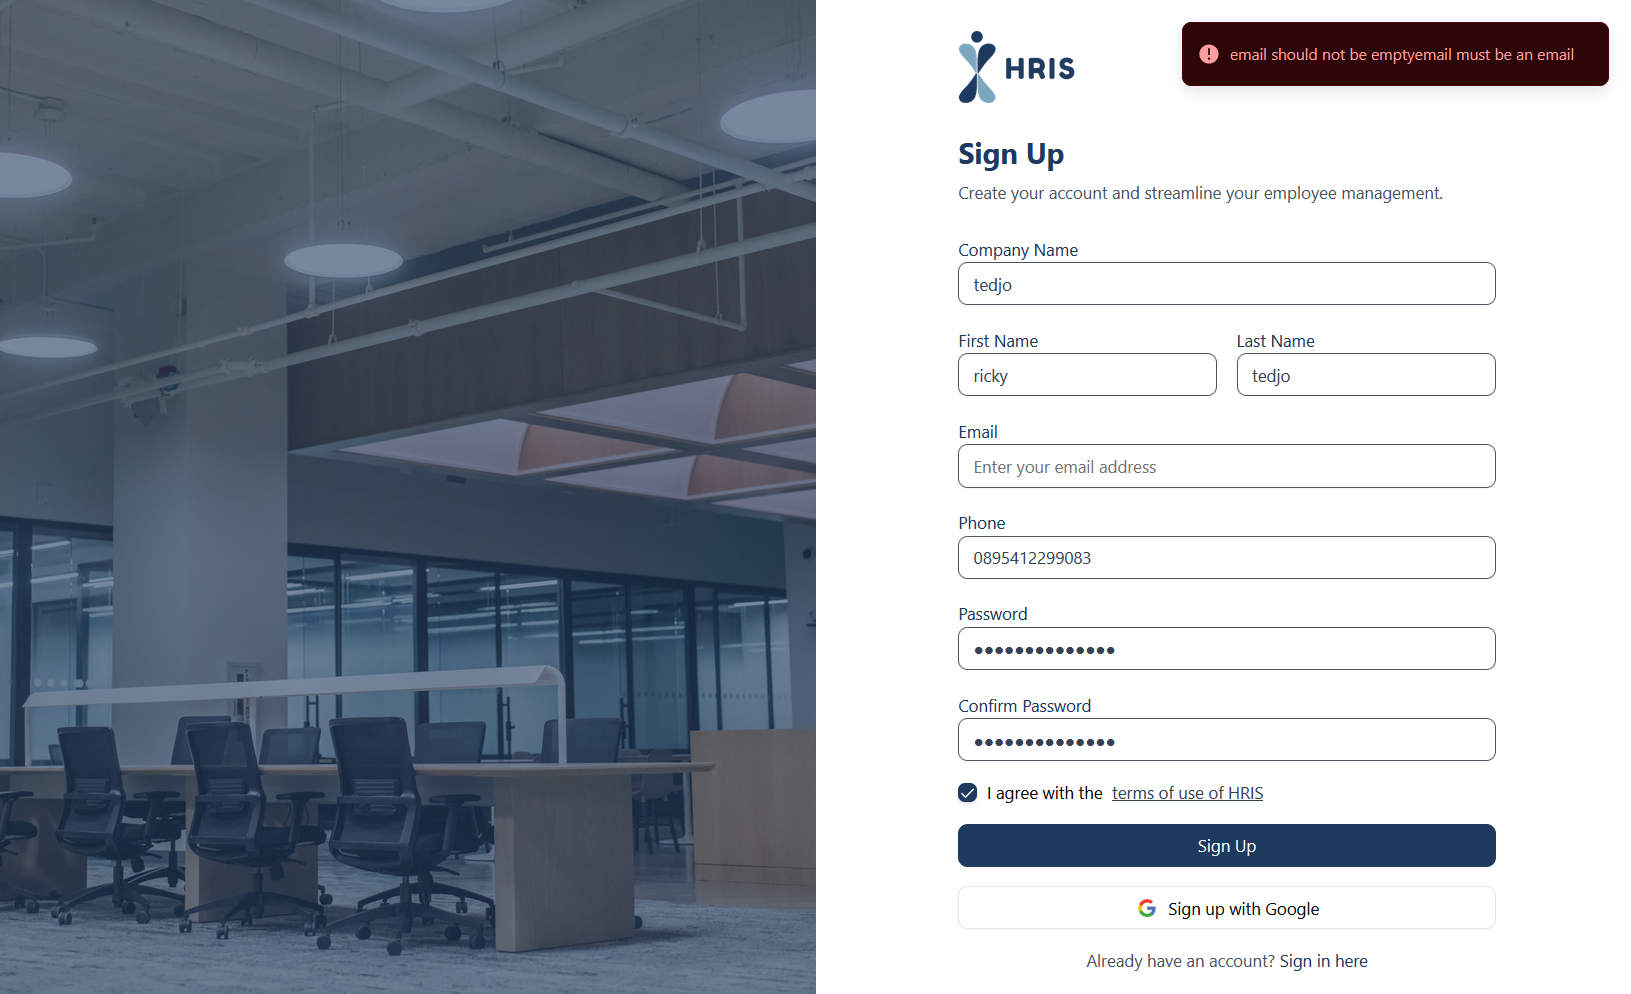 HRIS
email should not be emptyemail must be an email
Sign Up
Create your account and streamline your employee management.
Company Name
tedjo
First Name
Last Name
ricky
tedjo
Email
Enter your email address
Phone
0895412299083
Password
••••••••••••••
Confirm Password
••••••••••••••
I agree with the terms of use of HRIS
Sign Up
Sign up with Google
Already have an account? Sign in here